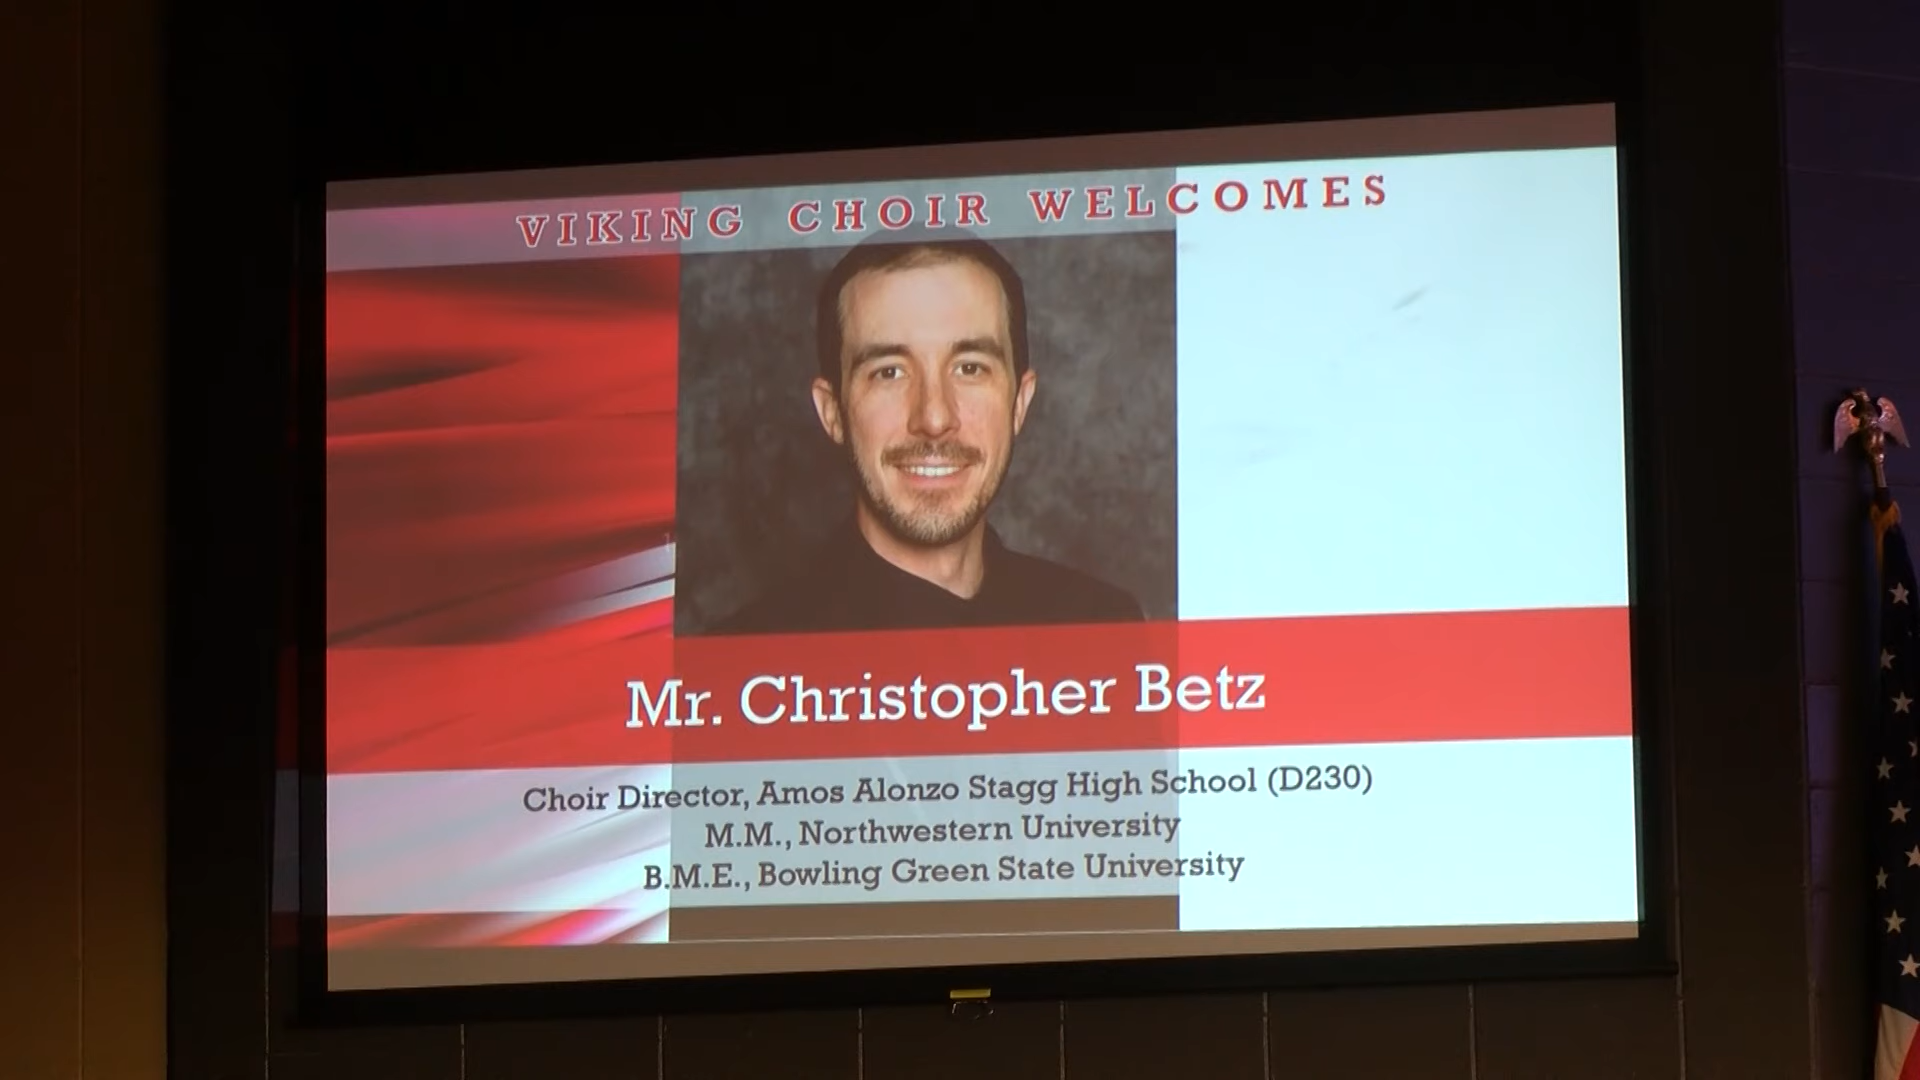 VIKING CHOIR WELCOMES
Mr. Christopher Betz
Choir Director, Amos Alonzo Stagg High School (D230)
M.M., Northwestern University
B.M.E., Bowling Green State University